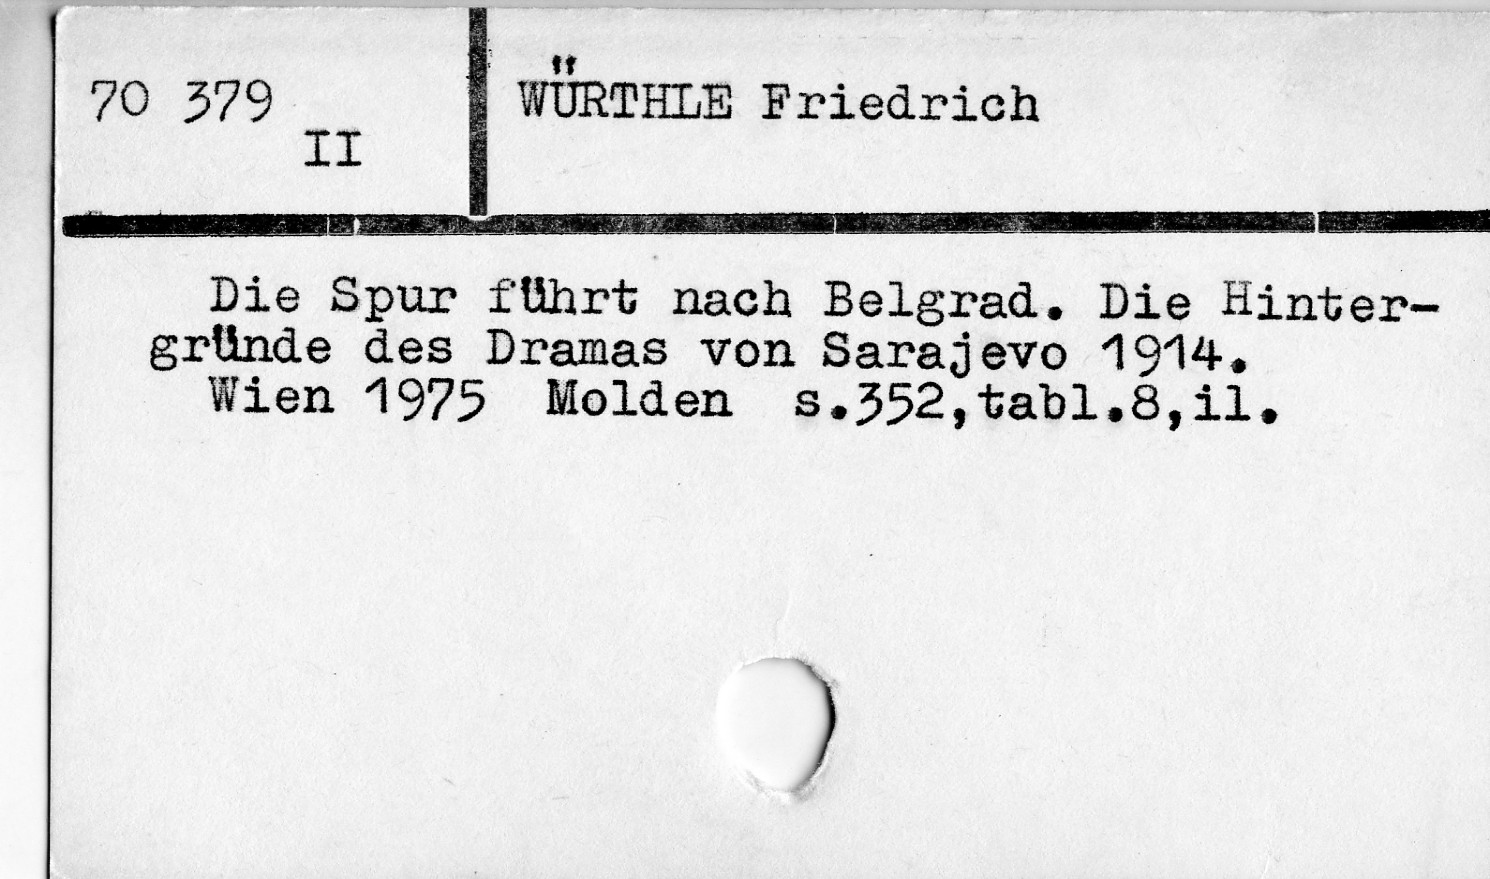 70 379
II
WÜRTHLE Friedrich
Die Spur führt nach Belgrad. Die Hinter-
gründe des Dramas von Sarajevo 1914.
Wien 1975 Molden s.352,tabl.8,il.